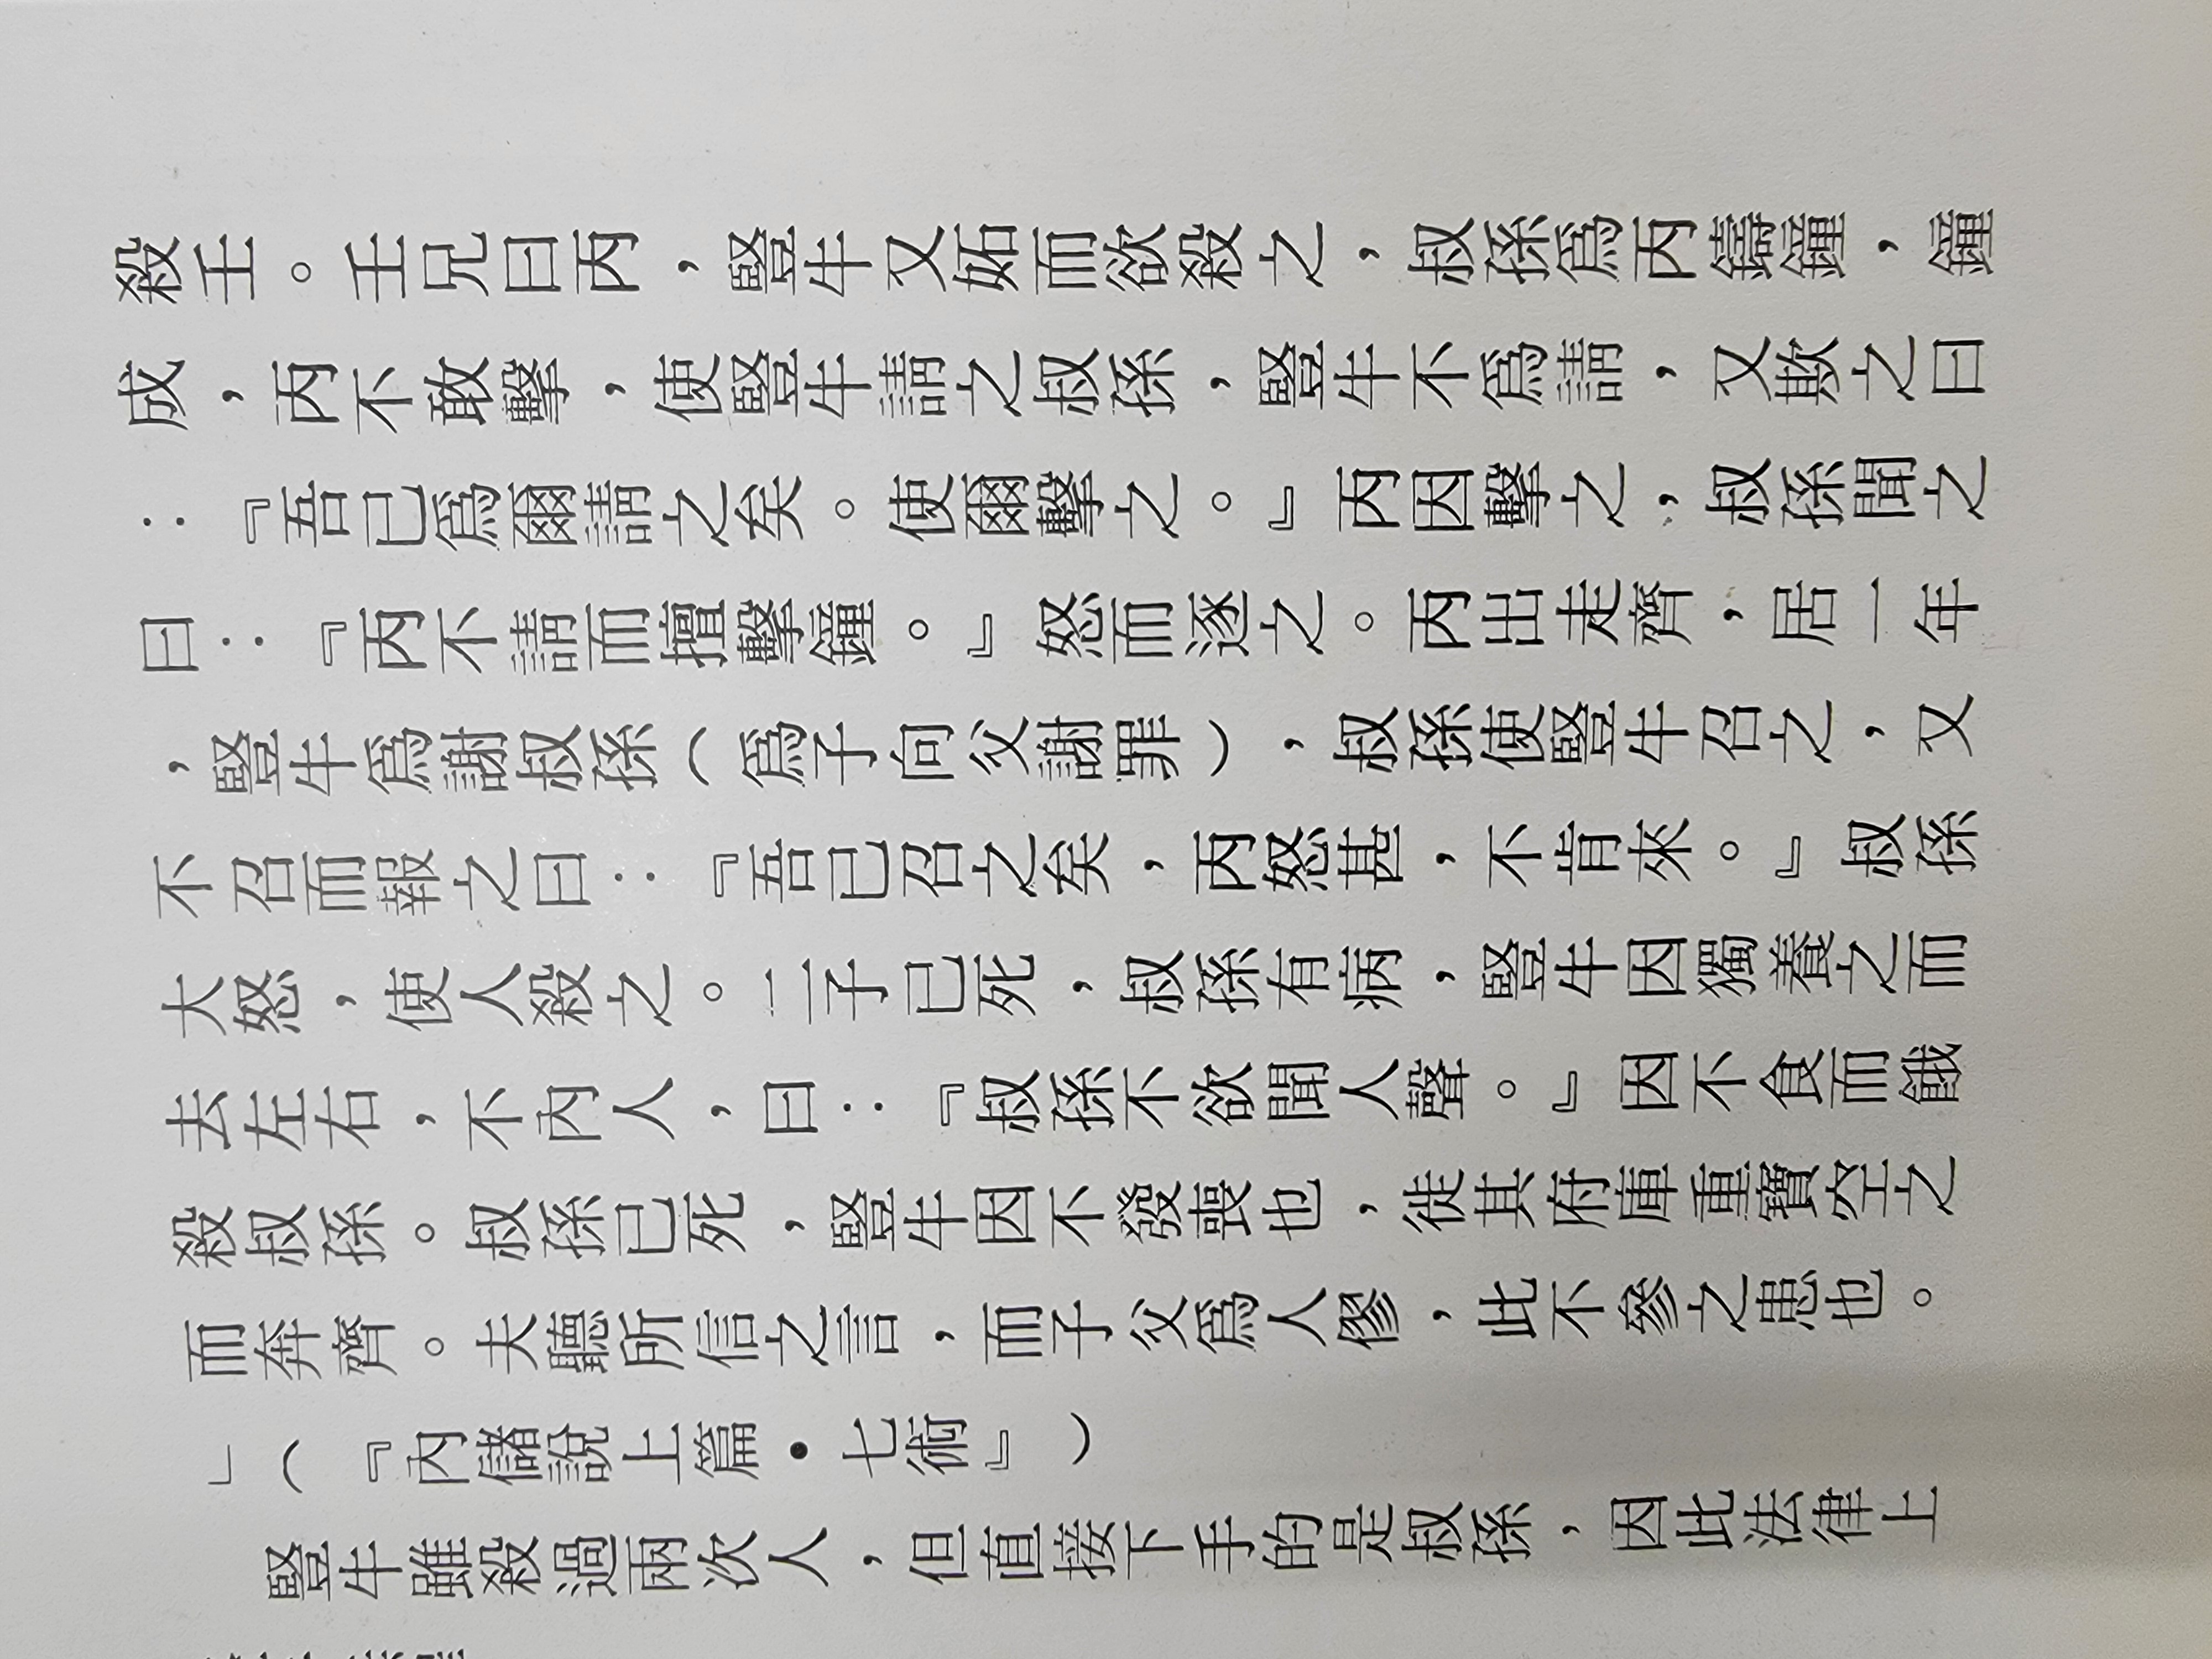 殺壬。壬兄曰丙，豎牛又妬而欲殺之，叔孫爲丙鑄鐘，鐘
成，丙不敢擊，使豎牛請之叔孫，豎牛不爲請，又欺之曰
：『吾已爲爾請之矣。使爾擊之。』丙因擊之，叔孫聞之
曰：『丙不請而擅擊鐘。』怒而逐之。丙出走齊，居一年
，豎牛爲謝叔孫（爲子向父謝罪），叔孫使豎牛召之，又
不召而報之曰：『吾已召之矣，丙怒甚，不肯來。』叔孫
大怒，使人殺之。二子已死，叔孫有病，豎牛因獨養之而
去左右，不內人，曰：『叔孫不欲聞人聲。』因不食而餓
殺叔孫。叔孫已死，豎牛因不發喪也，徙其府庫重寶空之
而奔齊。夫聽所信之言，而子父爲人僇，此不參之患也。
」（『內儲說上篇•七術』）
豎牛雖殺過兩次人，但直接下手的是叔孫，因此法律上